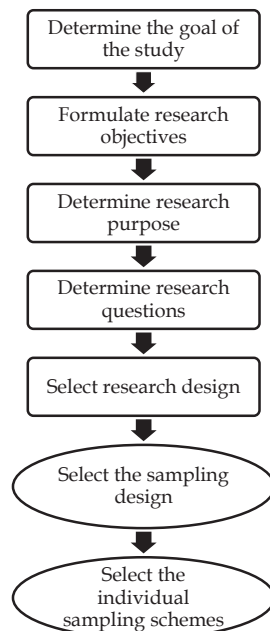 Determine the goal of
the study
Formulate research
objectives
Determine research
purpose
Determine research
questions
Select research design
Select the sampling
design
Select the
individual
sampling schemes